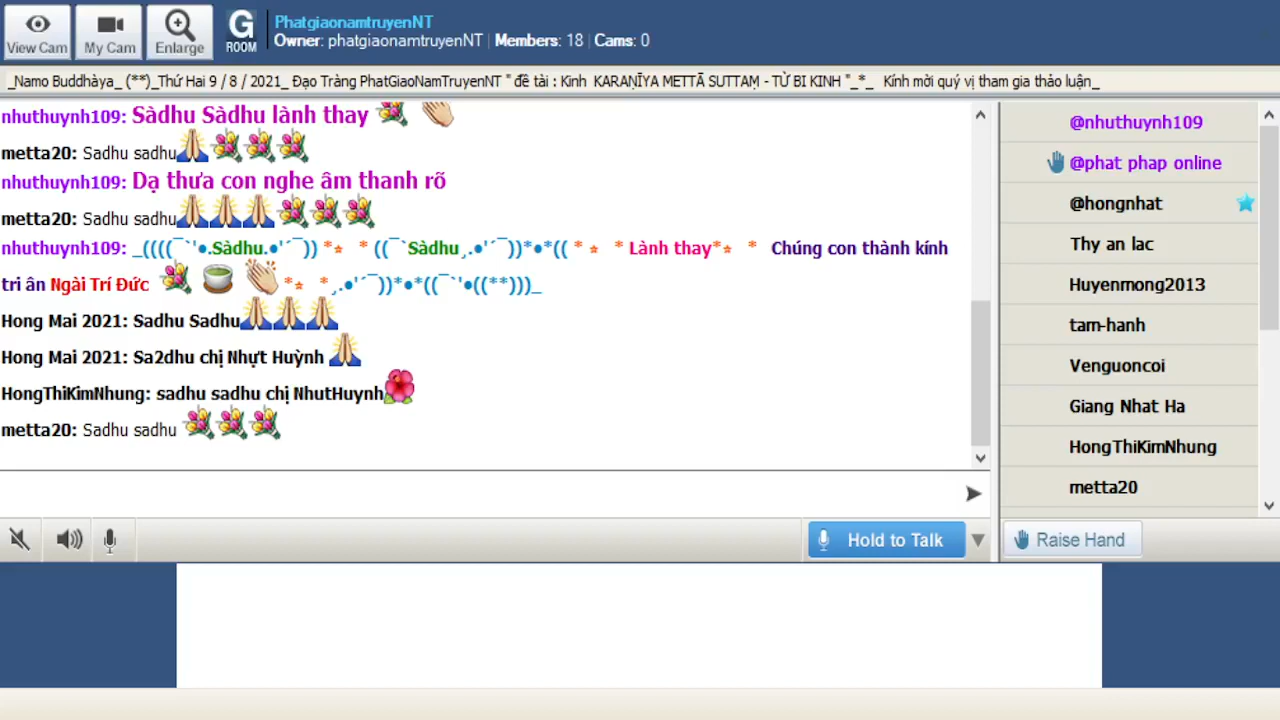 View Cam
My Cam
Enlarge
G
ROOM
PhatgiaonamtruyenNT
Owner: phatgiaonamtruyenNT | Members: 18 | Cams: 0
_Namo Buddhàya_ (**)_Thứ Hai 9 / 8 / 2021_ Đạo Tràng PhatGiaoNamTruyenNT " đề tài : Kinh KARAṆĪYA METTĀ SUTTAṂ - TỪ BI KINH "_*_ Kính mời quý vị tham gia thảo luận_
nhuthuynh109: Sàdhu Sàdhu lành thay
metta20: Sadhu sadhu
nhuthuynh109: Dạ thưa con nghe âm thanh rõ
metta20: Sadhu sadhu
nhuthuynh109: _((((¯`'•.Sàdhu.•'´¯)) *⭒ * ((¯`Sàdhu¸.•'´¯))*•*(( *⭒ * Lành thay*⭒ * Chúng con thành kính
tri ân Ngài Trí Đức *⭒ *¸.•'´¯))*•*((¯`'•((**)))_
Hong Mai 2021: Sadhu Sadhu
Hong Mai 2021: Sa2dhu chị Nhựt Huỳnh
HongThiKimNhung: sadhu sadhu chị NhutHuynh
metta20: Sadhu sadhu
Hold to Talk
@nhuthuynh109
@phat phap online
@hongnhat
Thy an lac
Huyenmong2013
tam-hanh
Venguoncoi
Giang Nhat Ha
HongThiKimNhung
metta20
Raise Hand